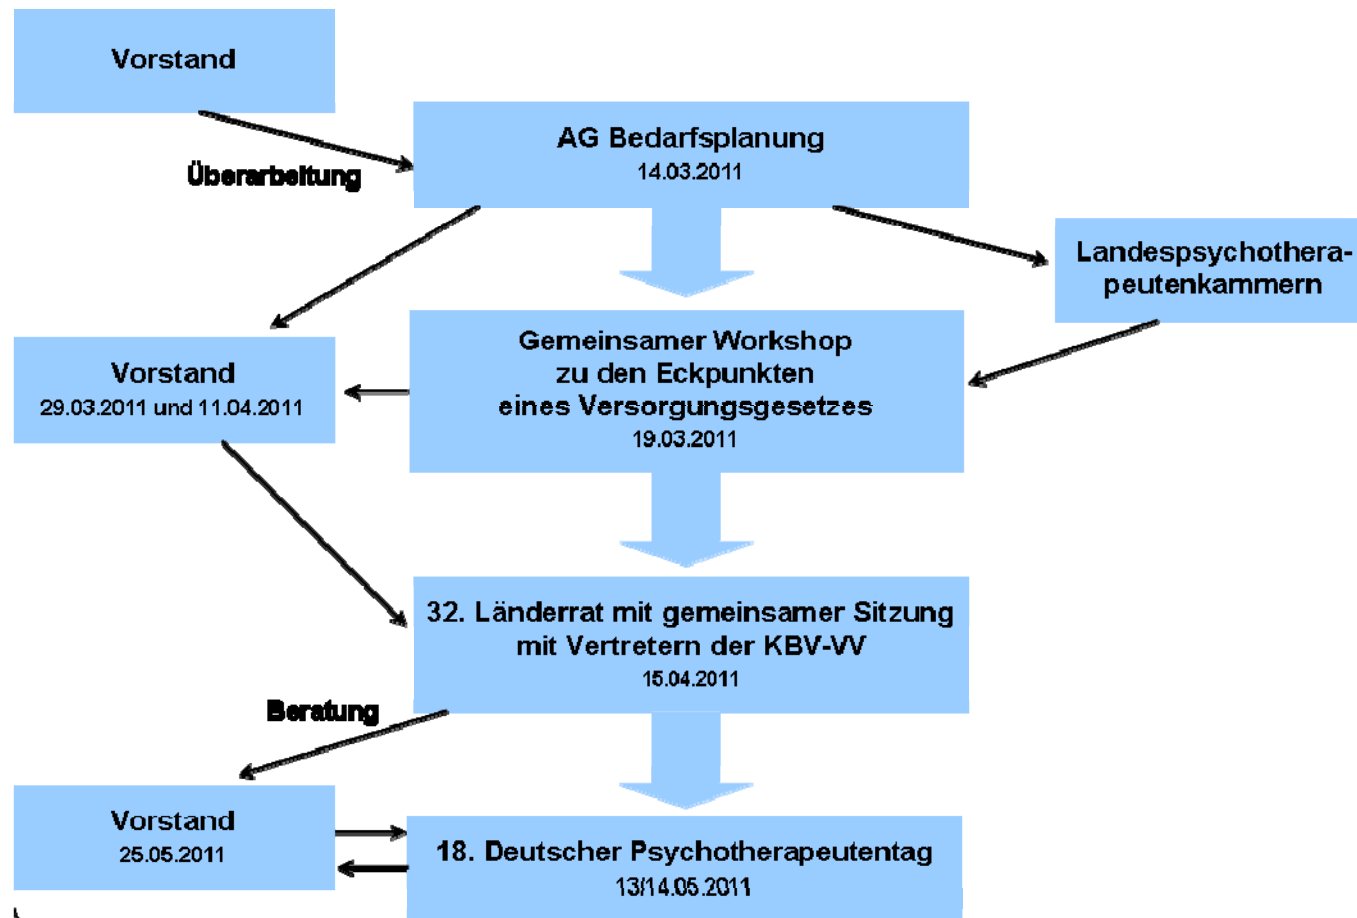 Vorstand
AG Bedarfsplanung
14.03.2011
Überarbeitung
Landespsychothera-
peutenkammern
Gemeinsamer Workshop
zu den Eckpunkten
eines Versorgungsgesetzes
19.03.2011
Vorstand
29.03.2011 und 11.04.2011
32. Länderrat mit gemeinsamer Sitzung
mit Vertretern der KBV-VV
15.04.2011
Beratung
Vorstand
25.05.2011
18. Deutscher Psychotherapeutentag
13/14.05.2011